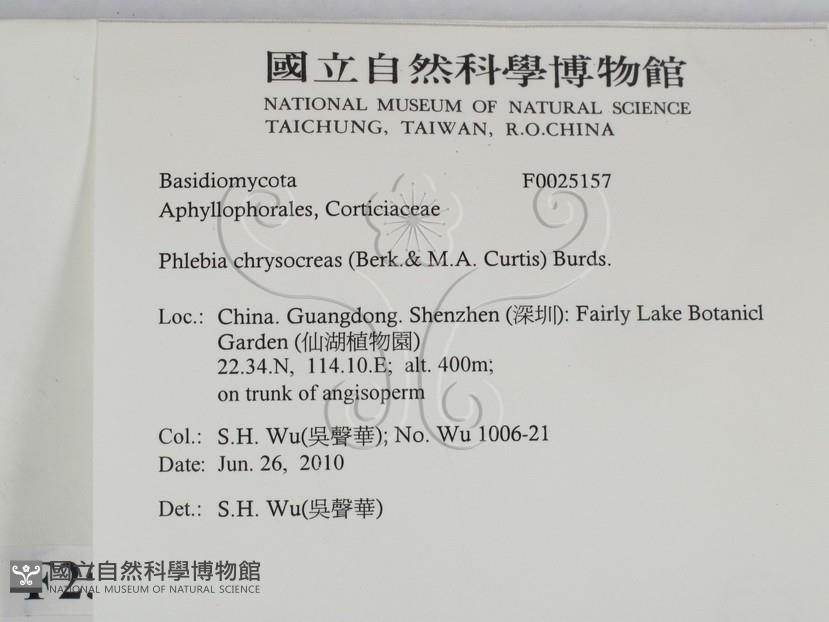 國立自然科學博物館
NATIONAL MUSEUM OF NATURAL SCIENCE
TAICHUNG, TAIWAN, R.O.CHINA
Basidiomycota F0025157
Aphyllophorales, Corticiaceae
Phlebia chrysocreas (Berk.& M.A. Curtis) Burds.
Loc.: China. Guangdong. Shenzhen (深圳): Fairly Lake Botanicl
Garden (仙湖植物園)
22.34.N, 114.10.E; alt. 400m;
on trunk of angisoperm
Col.: S.H. Wu(吳聲華); No. Wu 1006-21
Date: Jun. 26, 2010
Det.: S.H. Wu(吳聲華)
國立自然科學博物館
NATIONAL MUSEUM OF NATURAL SCIENCE